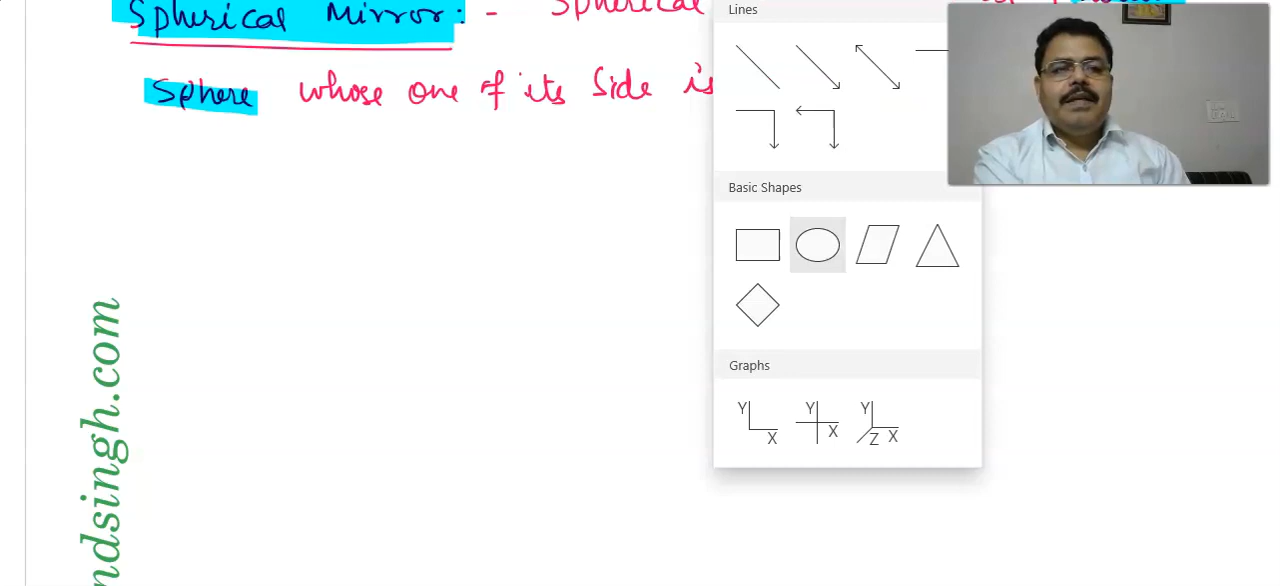 Spherical Mirror: - Spherical
Sphere whose one of its side is
Lines
Basic Shapes
Graphs
Y X
Y X
Y Z X
ndsingh.com